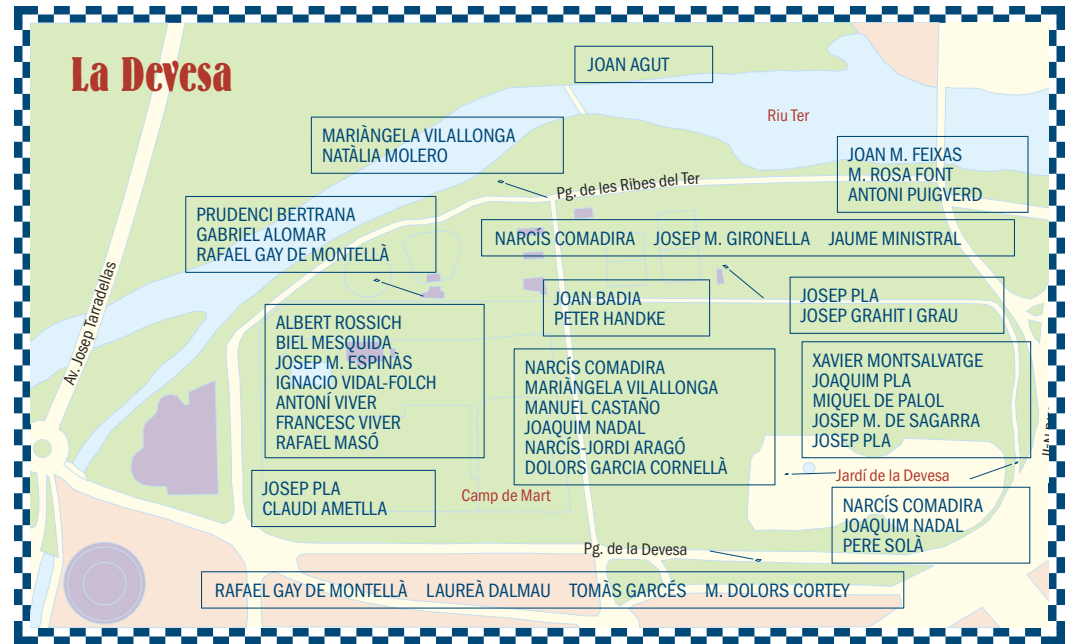 La Devesa
JOAN AGUT
Riu Ter
MARIÀNGELA VILALLONGA
NATÀLIA MOLERO
JOAN M. FEIXAS
M. ROSA FONT
ANTONI PUIGVERD
Pg. de les Ribes del Ter
PRUDENCI BERTRANA
GABRIEL ALOMAR
RAFAEL GAY DE MONTELLÀ
NARCÍS COMADIRA JOSEP M. GIRONELLA JAUME MINISTRAL
Av. Josep Tarradellas
JOAN BADIA
PETER HANDKE
JOSEP PLA
JOSEP GRAHIT I GRAU
ALBERT ROSSICH
BIEL MESQUIDA
JOSEP M. ESPINÀS
IGNACIO VIDAL-FOLCH
ANTONÍ VIVER
FRANCESC VIVER
RAFAEL MASÓ
NARCÍS COMADIRA
MARIÀNGELA VILALLONGA
MANUEL CASTAÑO
JOAQUIM NADAL
NARCÍS-JORDI ARAGÓ
DOLORS GARCIA CORNELLÀ
XAVIER MONTSALVATGE
JOAQUIM PLA
MIQUEL DE PALOL
JOSEP M. DE SAGARRA
JOSEP PLA
JOSEP PLA
CLAUDI AMETLLA
Camp de Mart
Jardí de la Devesa
NARCÍS COMADIRA
JOAQUIM NADAL
PERE SOLÀ
Pg. de la Devesa
RAFAEL GAY DE MONTELLÀ LAUREÀ DALMAU TOMÀS GARCÉS M. DOLORS CORTEY